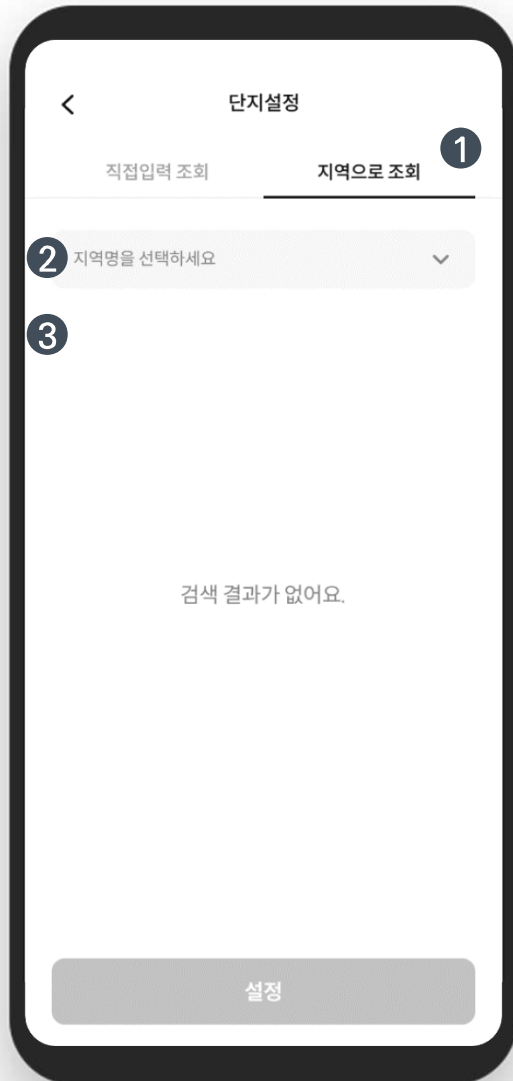 단지설정
1
직접입력 조회 지역으로 조회
2 지역명을 선택하세요
3
검색 결과가 없어요.
설정